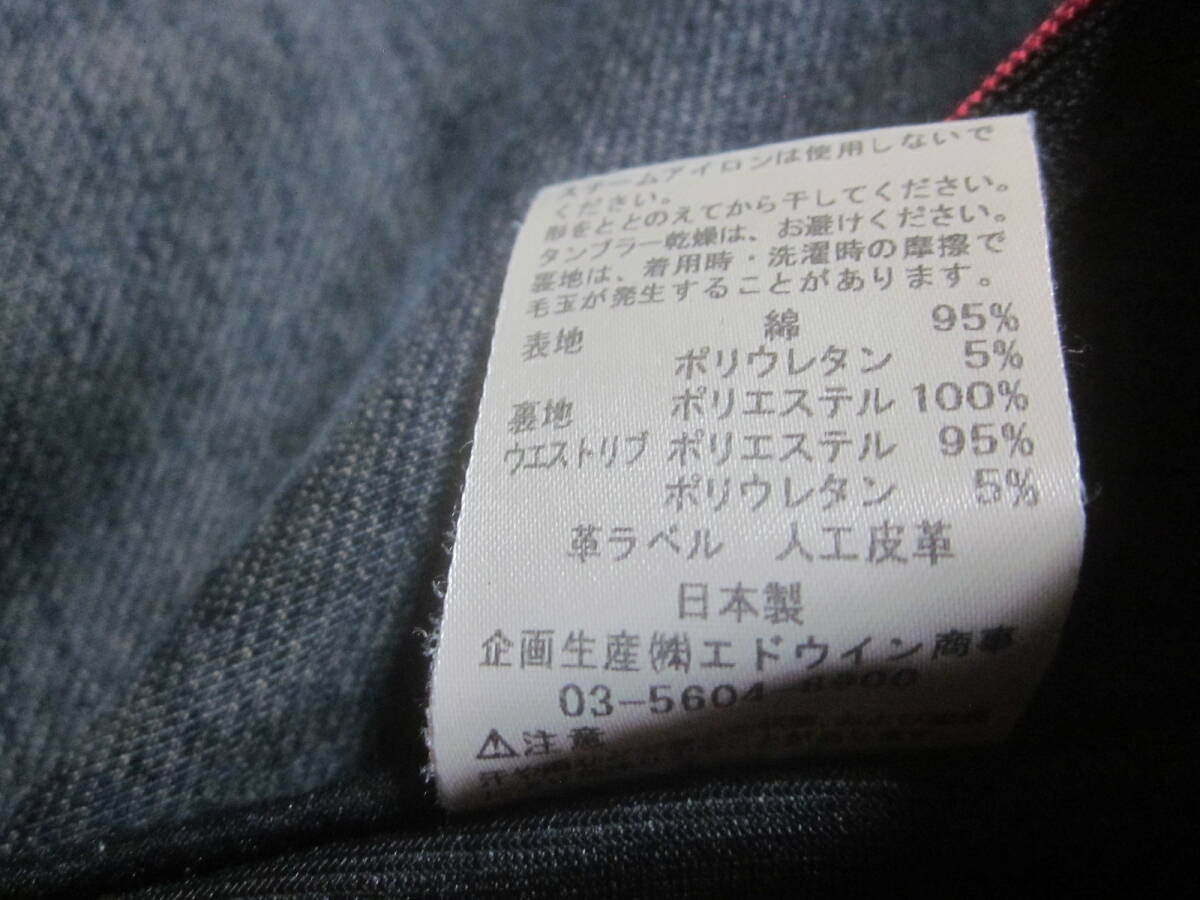 スチームアイロンは使用しないで
ください。
形をととのえてから干してください。
タンブラー乾燥は、お避けください。
裏地は、着用時・洗濯時の摩擦で
毛玉が発生することがあります。
表地 綿 95%
ポリウレタン 5%
裏地 ポリエステル 100%
ウエストリブ ポリエステル 95%
ポリウレタン 5%
革ラベル 人工皮革
日本製
企画生産㈱エドウイン商事
03-5604-8900
⚠注意